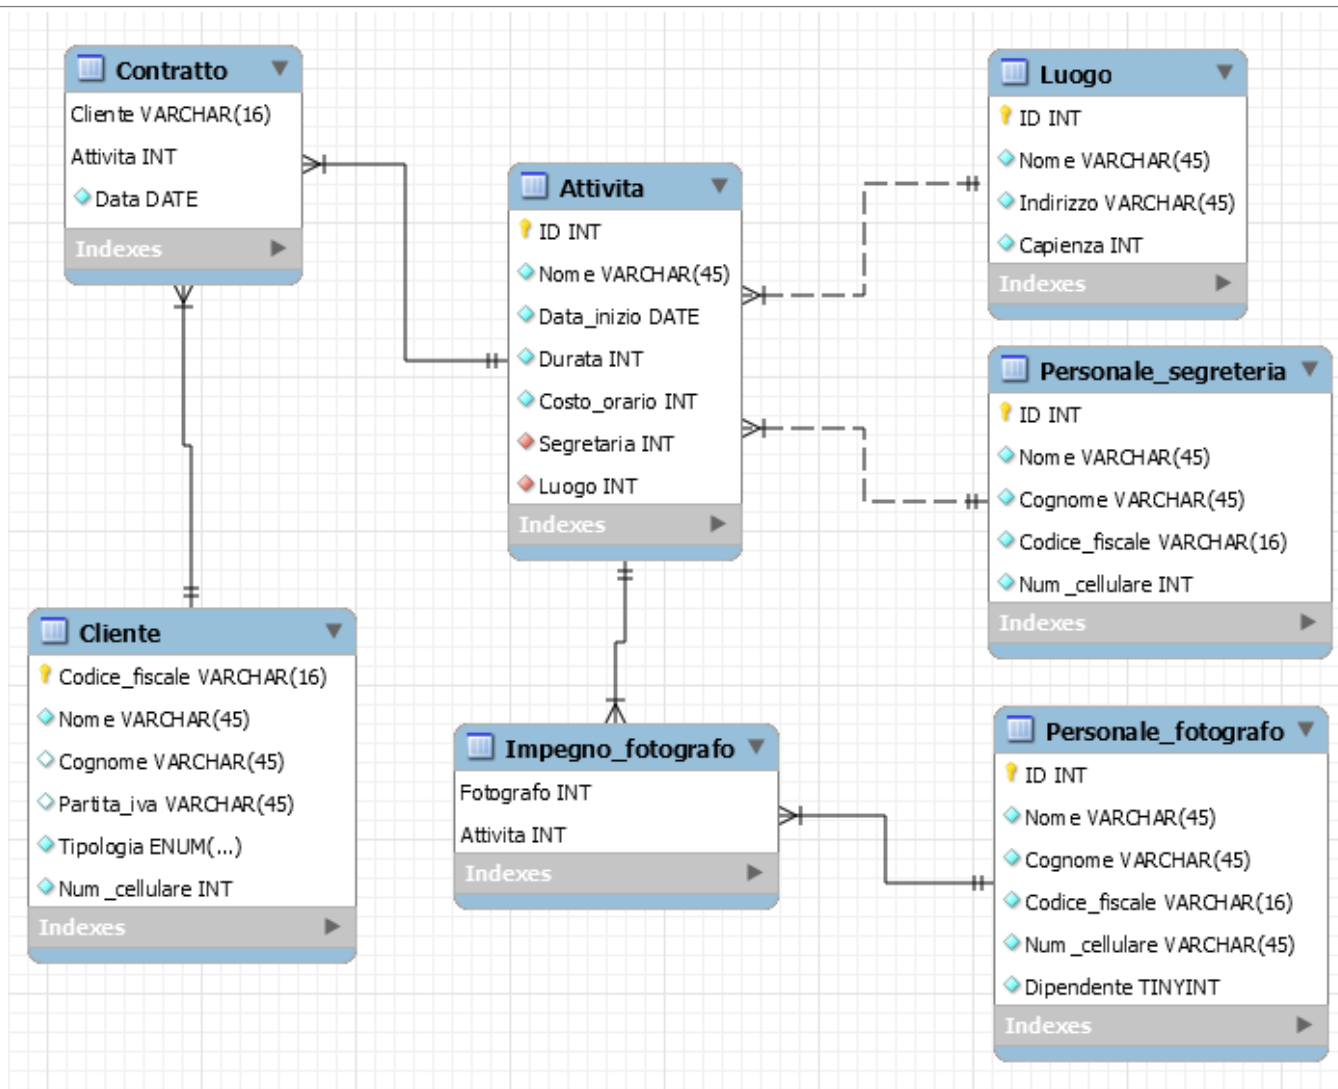 Contratto
Cliente VARCHAR(16)
Attivita INT
Data DATE
Indexes
Attivita
ID INT
Nome VARCHAR(45)
Data_inizio DATE
Durata INT
Costo_orario INT
Segretaria INT
Luogo INT
Indexes
Luogo
ID INT
Nome VARCHAR(45)
Indirizzo VARCHAR(45)
Capienza INT
Indexes
Personale_segreteria
ID INT
Nome VARCHAR(45)
Cognome VARCHAR(45)
Codice_fiscale VARCHAR(16)
Num_cellulare INT
Indexes
Cliente
Codice_fiscale VARCHAR(16)
Nome VARCHAR(45)
Cognome VARCHAR(45)
Partita_iva VARCHAR(45)
Tipologia ENUM(...)
Num_cellulare INT
Indexes
Impegno_fotografo
Fotografo INT
Attivita INT
Indexes
Personale_fotografo
ID INT
Nome VARCHAR(45)
Cognome VARCHAR(45)
Codice_fiscale VARCHAR(16)
Num_cellulare VARCHAR(45)
Dipendente TINYINT
Indexes